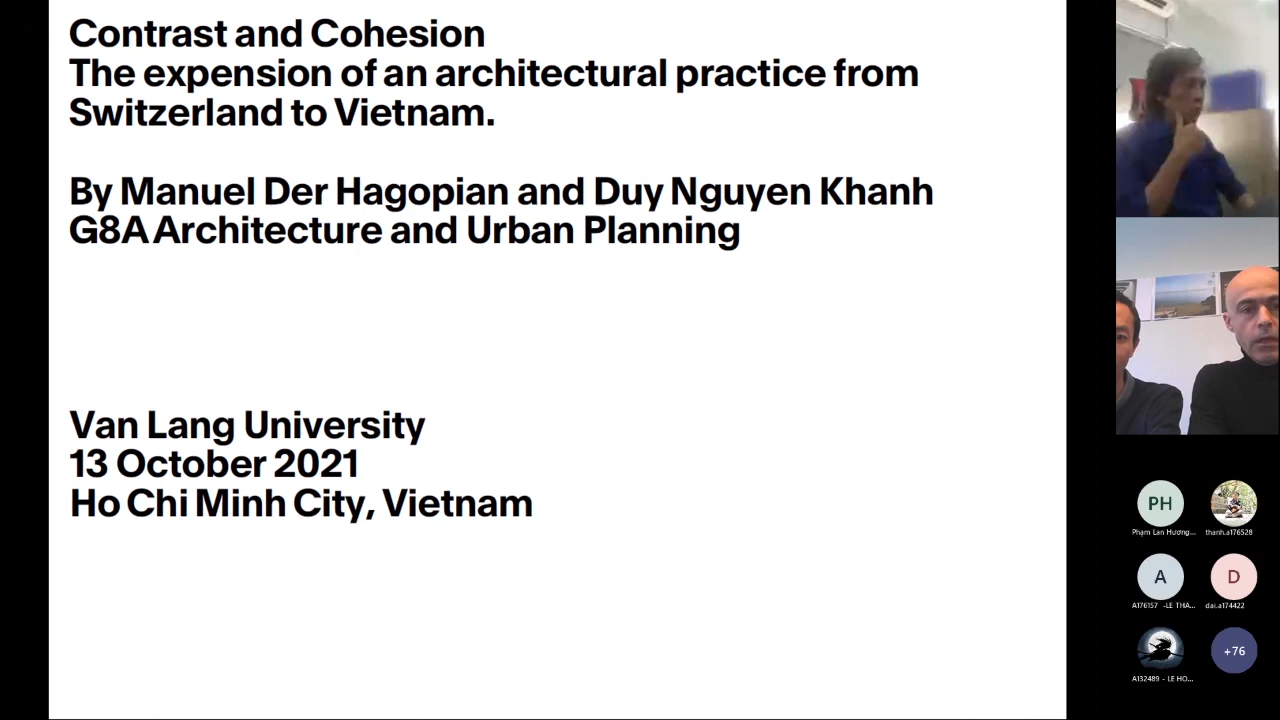 Contrast and Cohesion
The expension of an architectural practice from
Switzerland to Vietnam.
By Manuel Der Hagopian and Duy Nguyen Khanh
G8A Architecture and Urban Planning
Van Lang University
13 October 2021
Ho Chi Minh City, Vietnam
PH
Phạm Lan Hương...
thanh.a176528
A
D
A176157 -LE THA...
dai.a174422
+76
A132489 - LE HO...